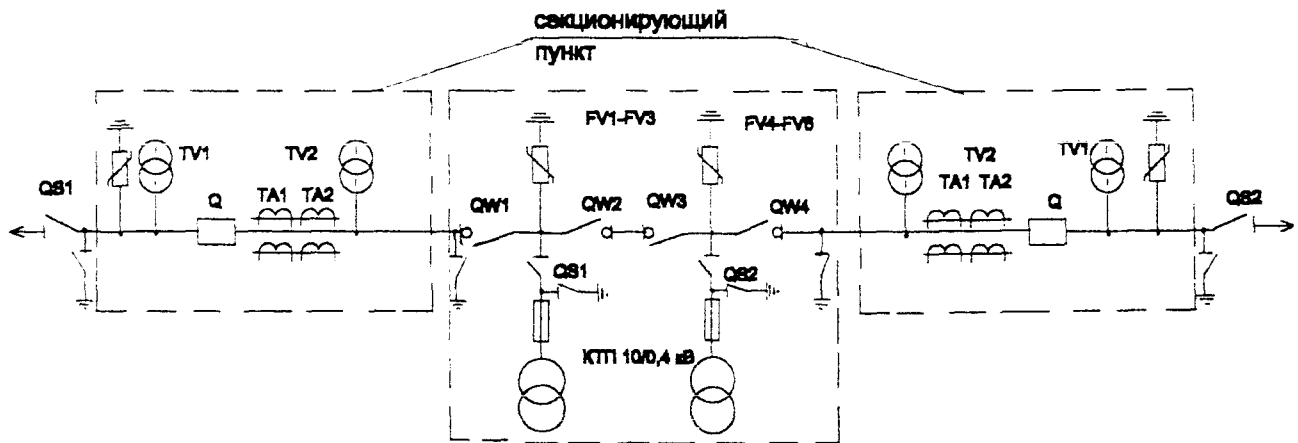 секционирующий
пункт
FV1-FV3
FV4-FV6
TV1
TV2
TV2
TV1
QS1
Q
TA1
TA2
QW1
QW2
QW3
QW4
TA1
TA2
Q
QS2
QS1
QS2
КТП 10/0,4 кВ